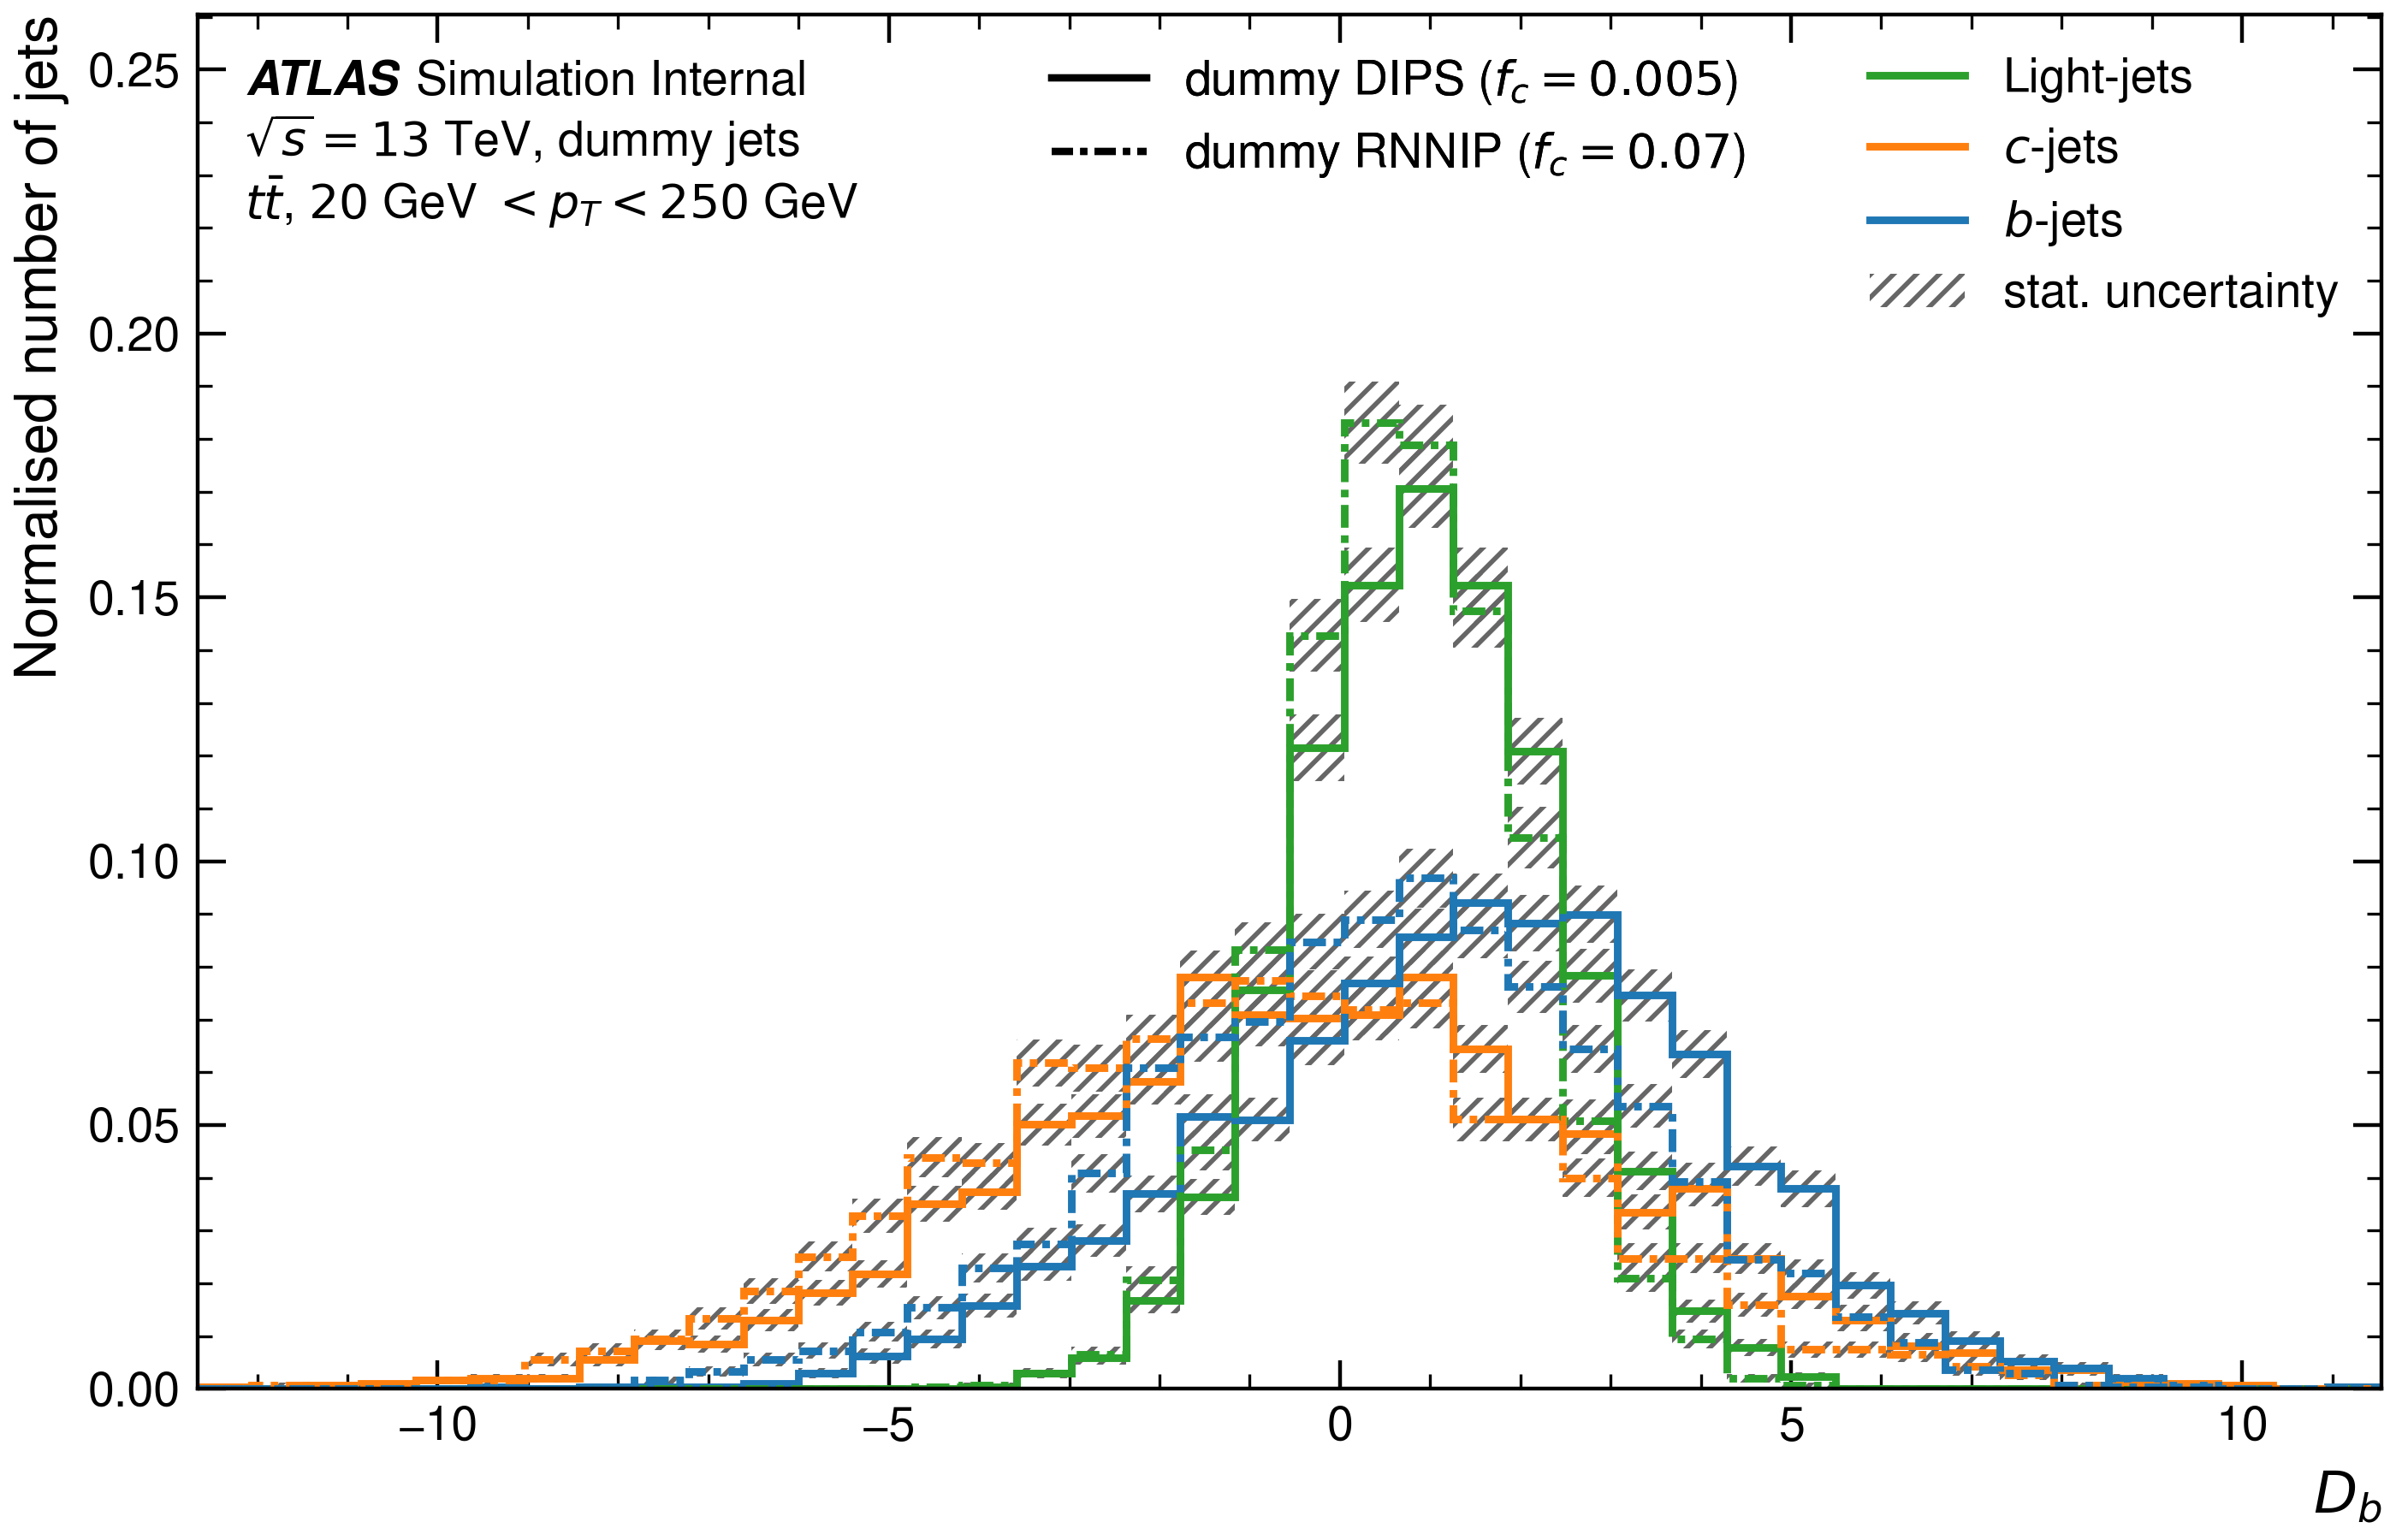 Normalised number of jets
0.25
0.20
0.15
0.10
0.05
0.00
ATLAS Simulation Internal
√s = 13 TeV, dummy jets
tt̄, 20 GeV < p_T < 250 GeV
dummy DIPS (f_c = 0.005)
dummy RNNIP (f_c = 0.07)
Light-jets
c-jets
b-jets
stat. uncertainty
−10 −5 0 5 10
D_b